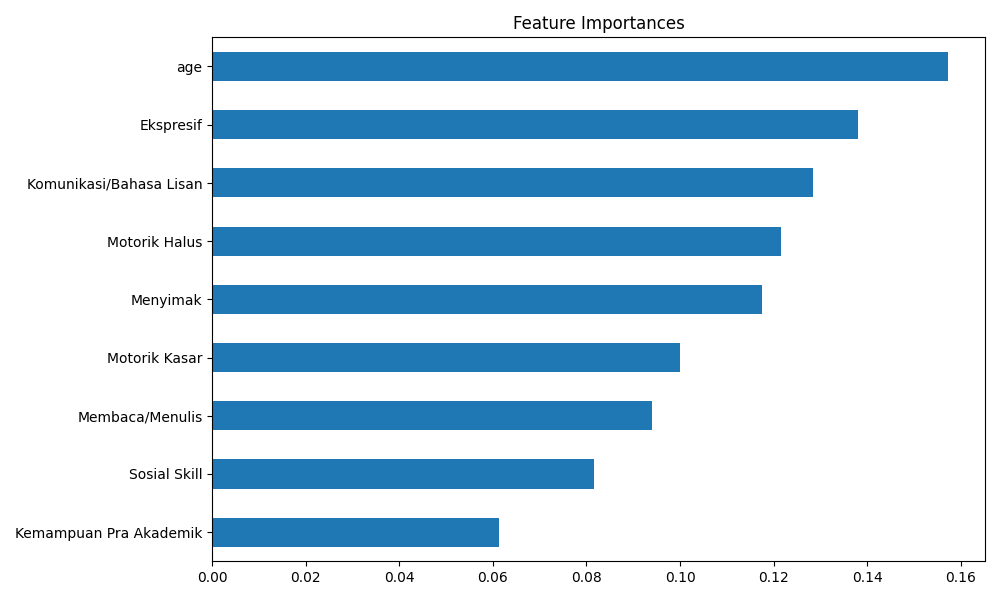 Feature Importances
age
Ekspresif
Komunikasi/Bahasa Lisan
Motorik Halus
Menyimak
Motorik Kasar
Membaca/Menulis
Sosial Skill
Kemampuan Pra Akademik
0.00 0.02 0.04 0.06 0.08 0.10 0.12 0.14 0.16